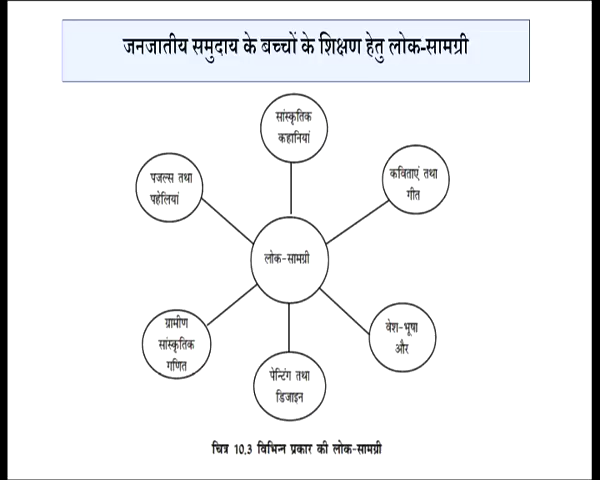 जनजातीय समुदाय के बच्चों के शिक्षण हेतु लोक-सामग्री
सांस्कृतिक
कहानियां
पजल्स तथा
पहेलियां
कविताएं तथा
गीत
लोक-सामग्री
ग्रामीण
सांस्कृतिक
गणित
वेश-भूषा
और
पेन्टिंग तथा
डिजाइन
चित्र 10.3 विभिन्न प्रकार की लोक-सामग्री